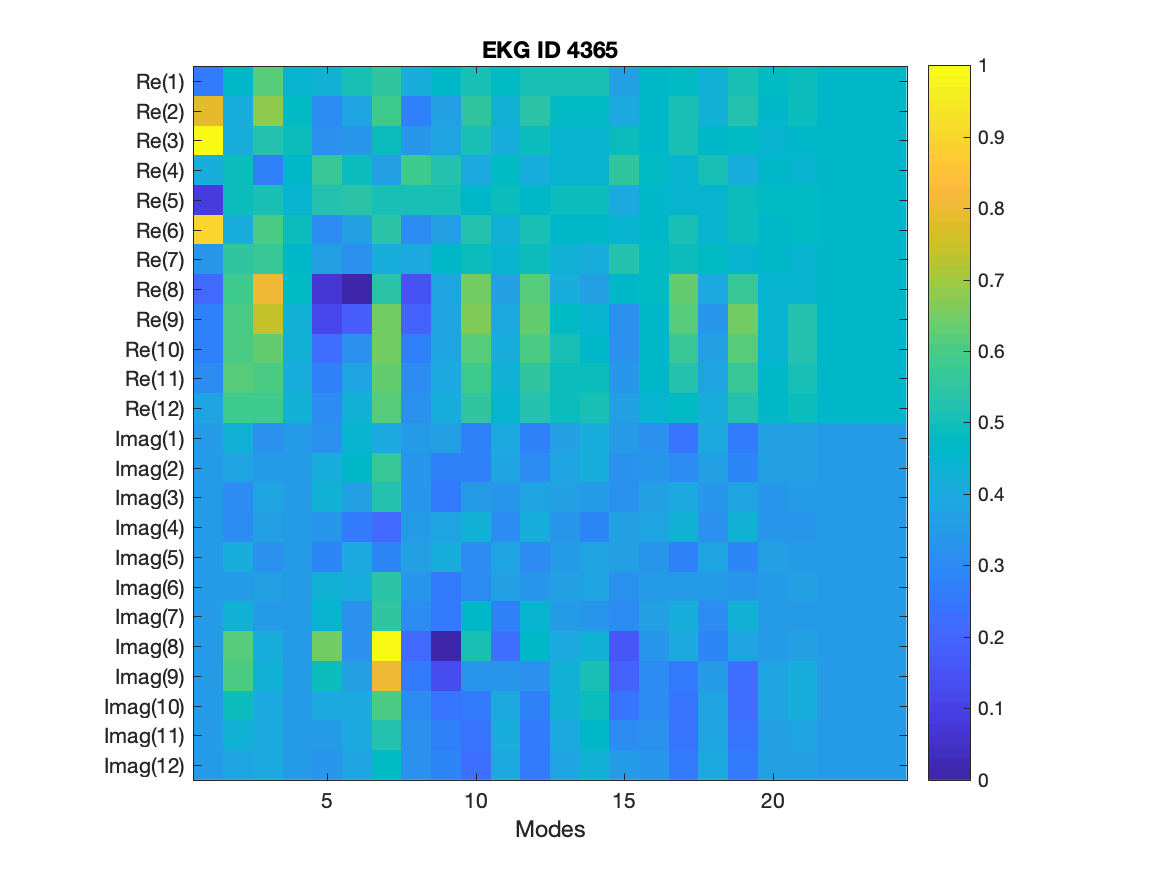 EKG ID 4365
Re(1)
Re(2)
Re(3)
Re(4)
Re(5)
Re(6)
Re(7)
Re(8)
Re(9)
Re(10)
Re(11)
Re(12)
Imag(1)
Imag(2)
Imag(3)
Imag(4)
Imag(5)
Imag(6)
Imag(7)
Imag(8)
Imag(9)
Imag(10)
Imag(11)
Imag(12)
5 10 15 20
Modes
1
0.9
0.8
0.7
0.6
0.5
0.4
0.3
0.2
0.1
0